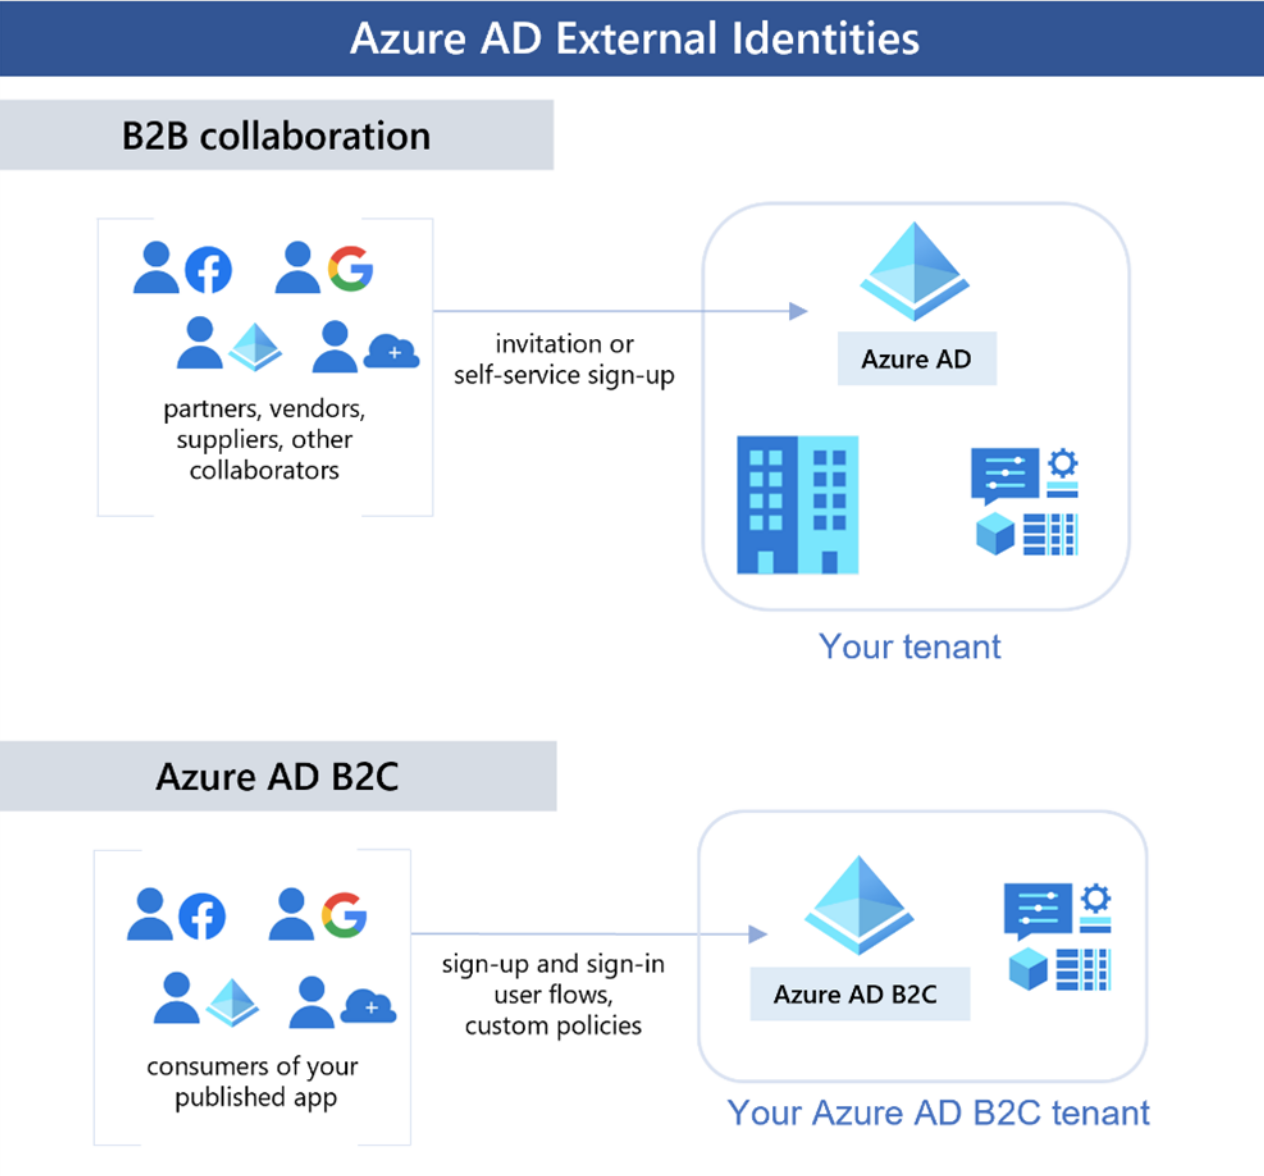 Azure AD External Identities
B2B collaboration
partners, vendors,
suppliers, other
collaborators
invitation or
self-service sign-up
Azure AD
Your tenant
Azure AD B2C
consumers of your
published app
sign-up and sign-in
user flows,
custom policies
Azure AD B2C
Your Azure AD B2C tenant